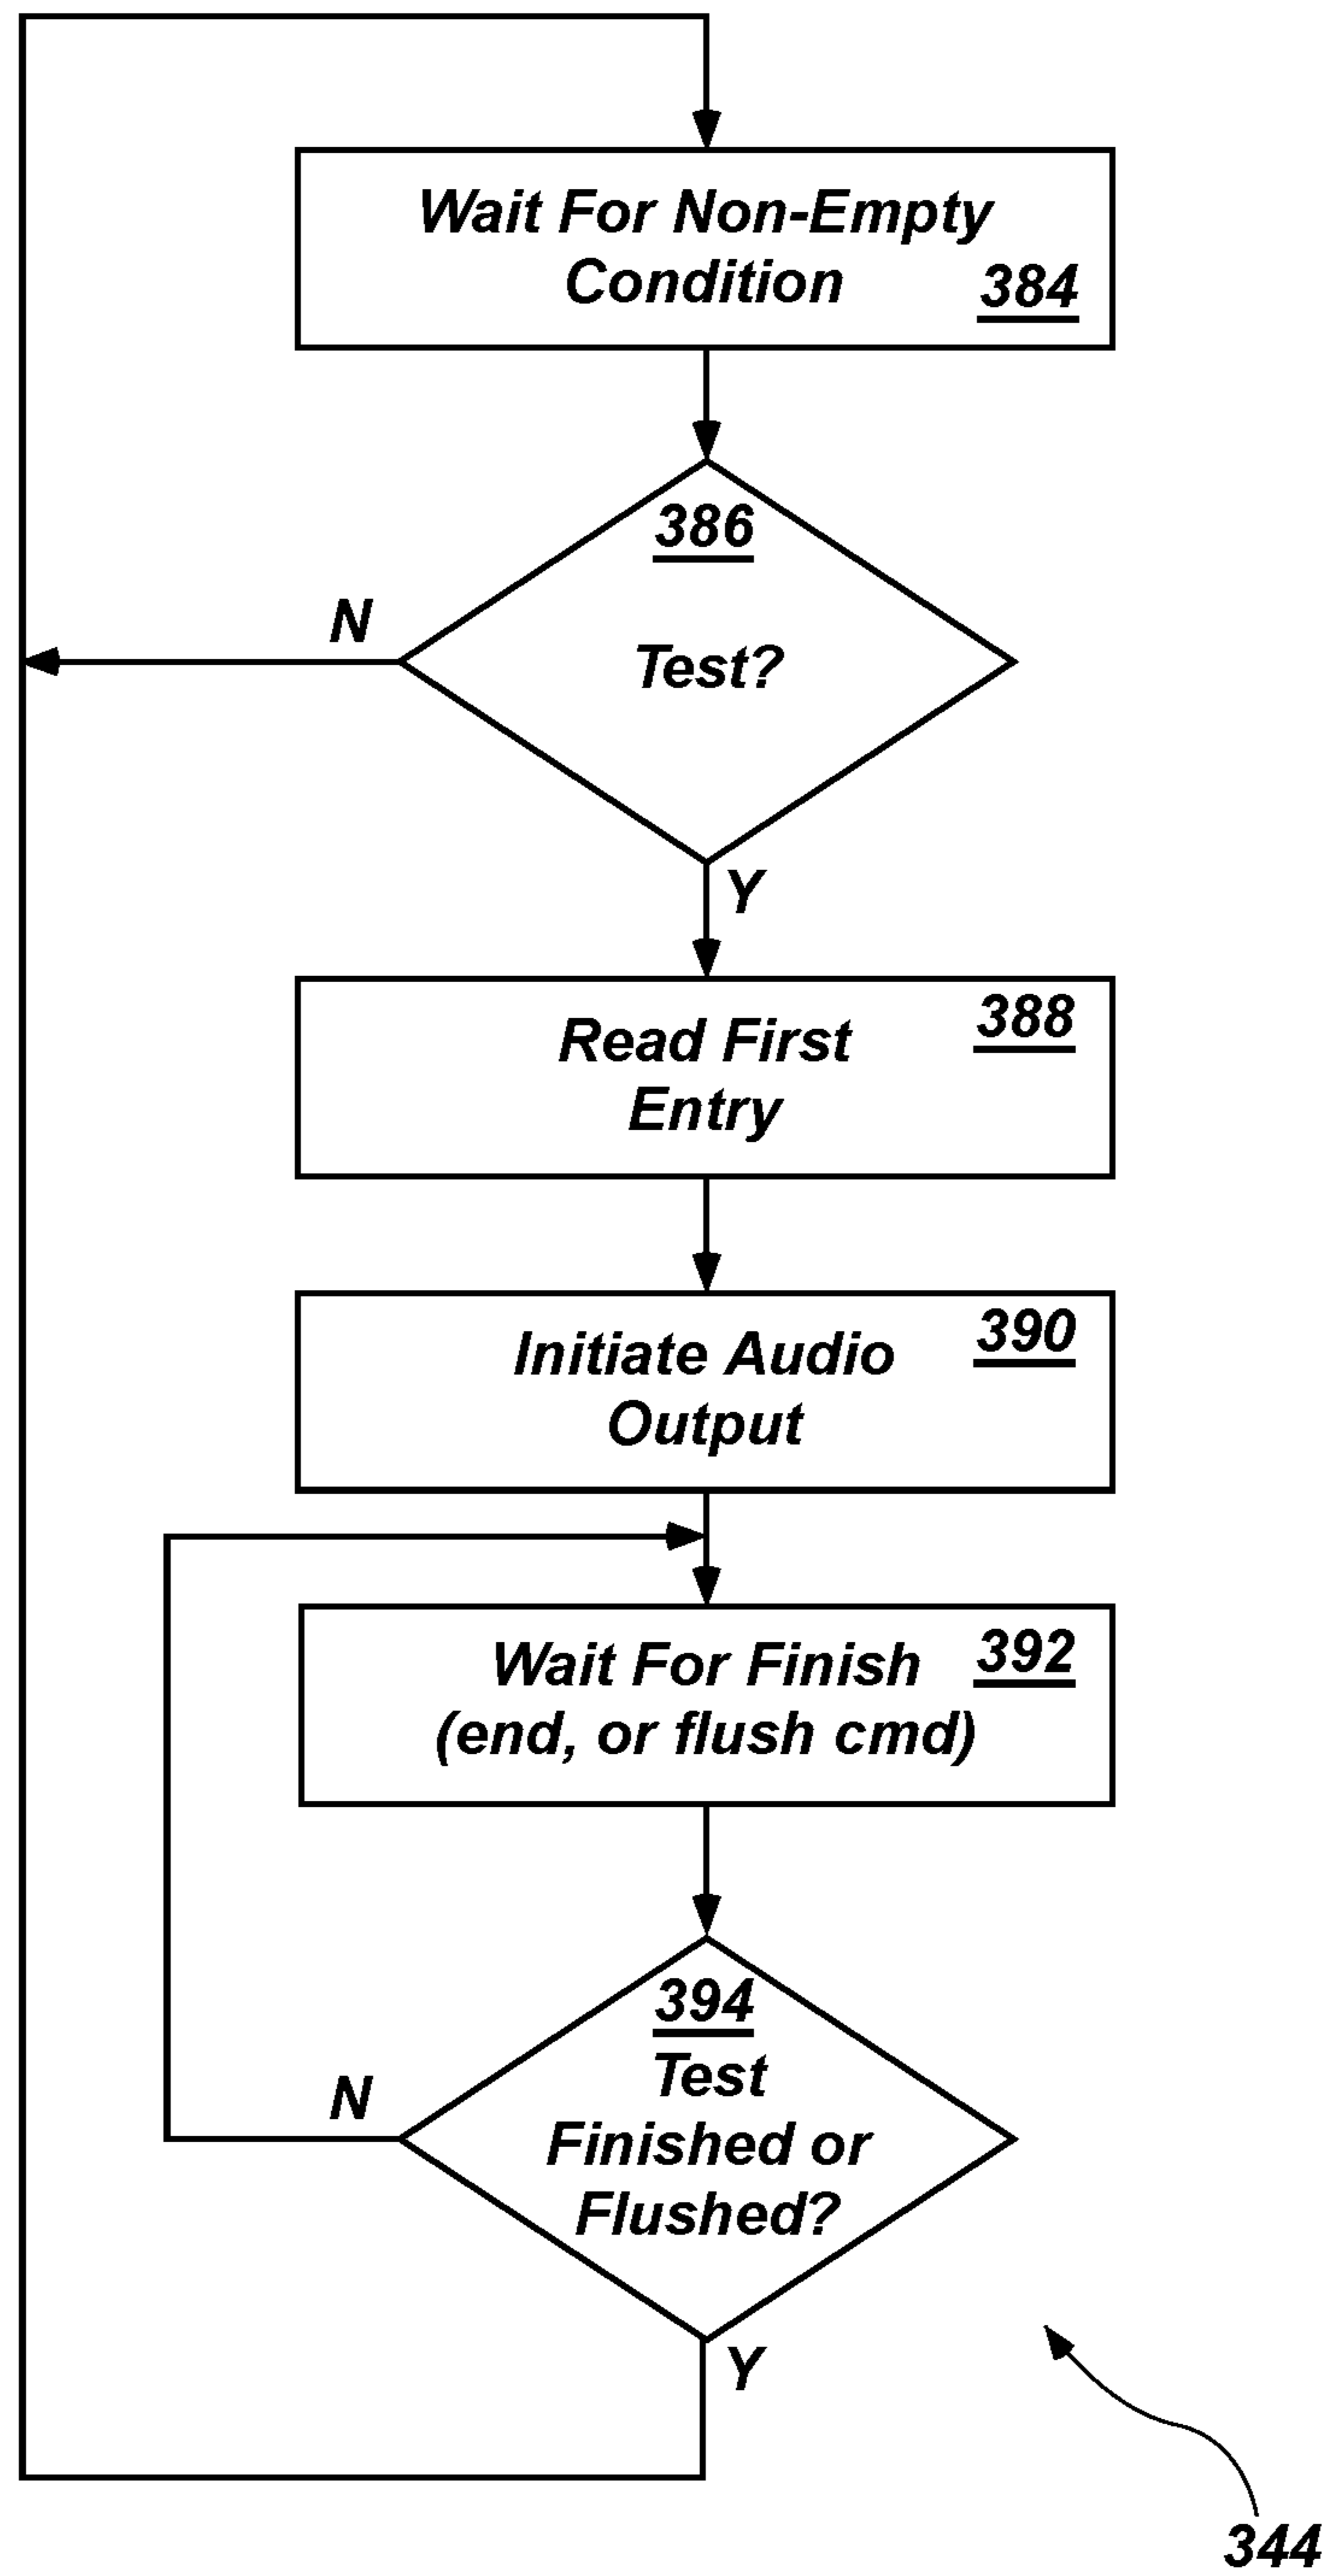 Wait For Non-Empty
Condition
384
386
N
Test?
Y
388
Read First
Entry
390
Initiate Audio
Output
392
Wait For Finish
(end, or flush cmd)
394
Test
N
Finished or
Flushed?
Y
344